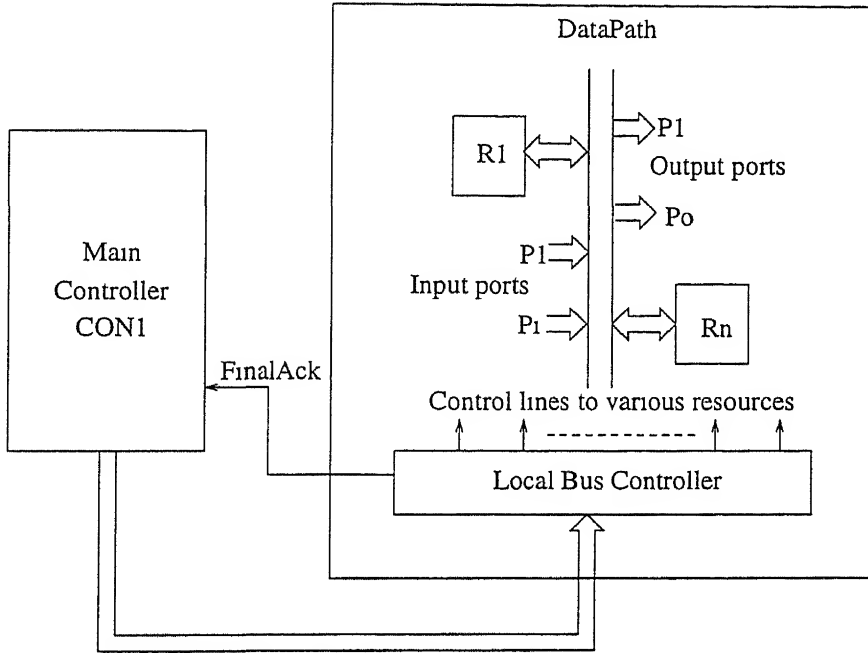 DataPath
P1
R1
Output ports
Po
Main
Controller
CON1
P1
Input ports
Pi
Rn
FinalAck
Control lines to various resources
Local Bus Controller